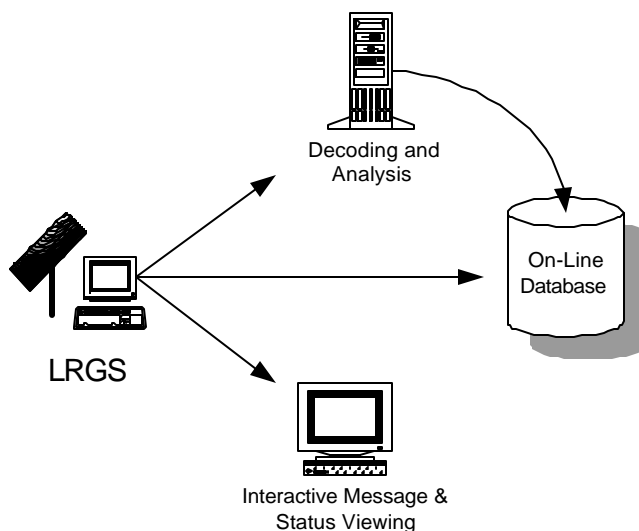 Decoding and
Analysis
On-Line
Database
LRGS
Interactive Message &
Status Viewing